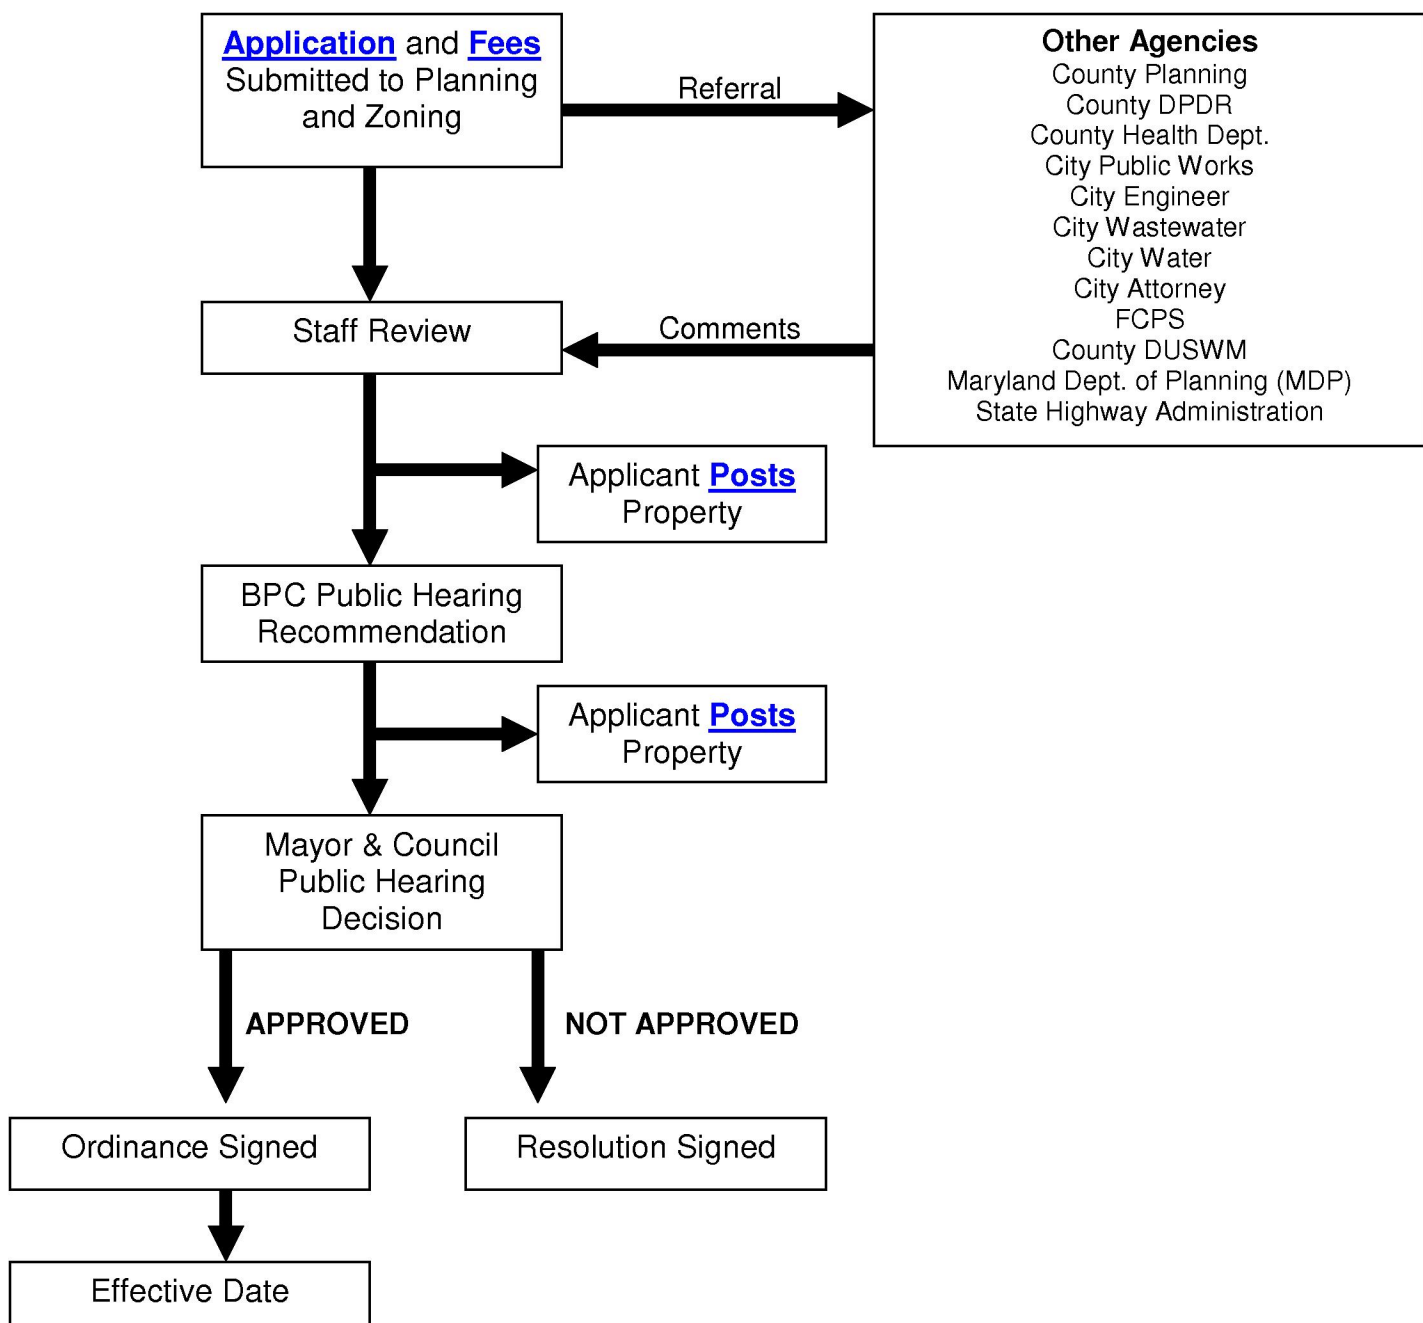 Application and Fees
Submitted to Planning
and Zoning
Referral
Other Agencies
County Planning
County DPDR
County Health Dept.
City Public Works
City Engineer
City Wastewater
City Water
City Attorney
FCPS
County DUSWM
Maryland Dept. of Planning (MDP)
State Highway Administration
Staff Review
Comments
Applicant Posts
Property
BPC Public Hearing
Recommendation
Applicant Posts
Property
Mayor & Council
Public Hearing
Decision
APPROVED
NOT APPROVED
Ordinance Signed
Resolution Signed
Effective Date